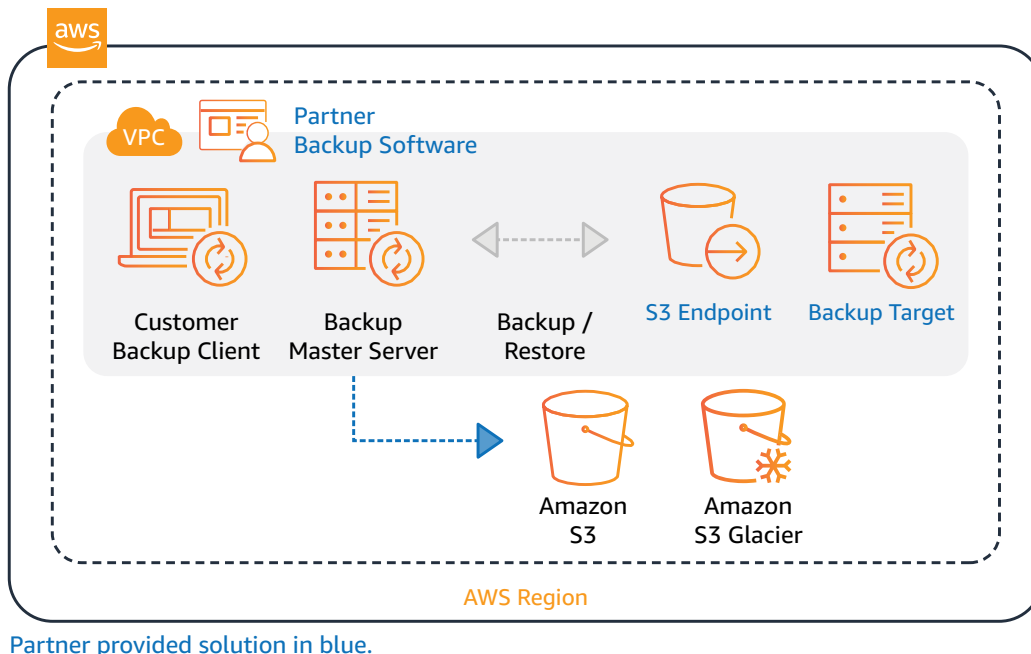 aws
VPC
Partner
Backup Software
Customer
Backup Client
Backup
Master Server
Backup /
Restore
S3 Endpoint
Backup Target
Amazon
S3
Amazon
S3 Glacier
AWS Region
Partner provided solution in blue.